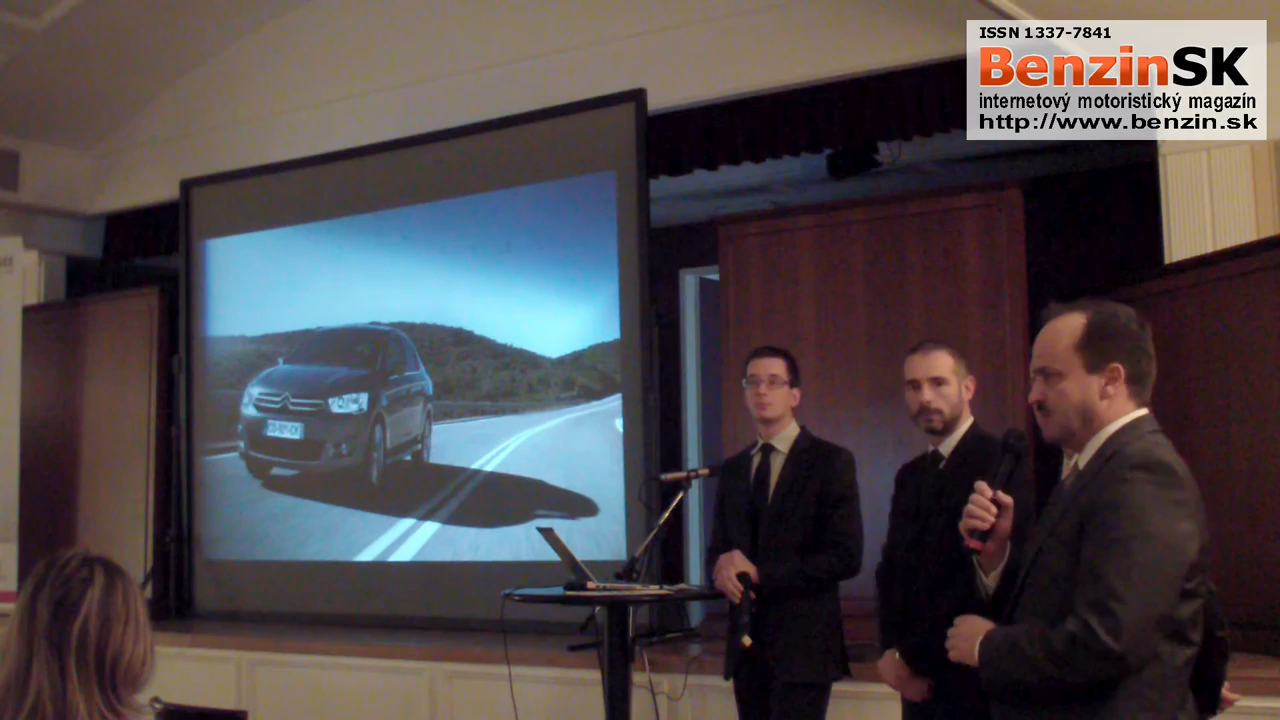 ISSN 1337-7841
BenzinSK
internetový motoristický magazín
http://www.benzin.sk